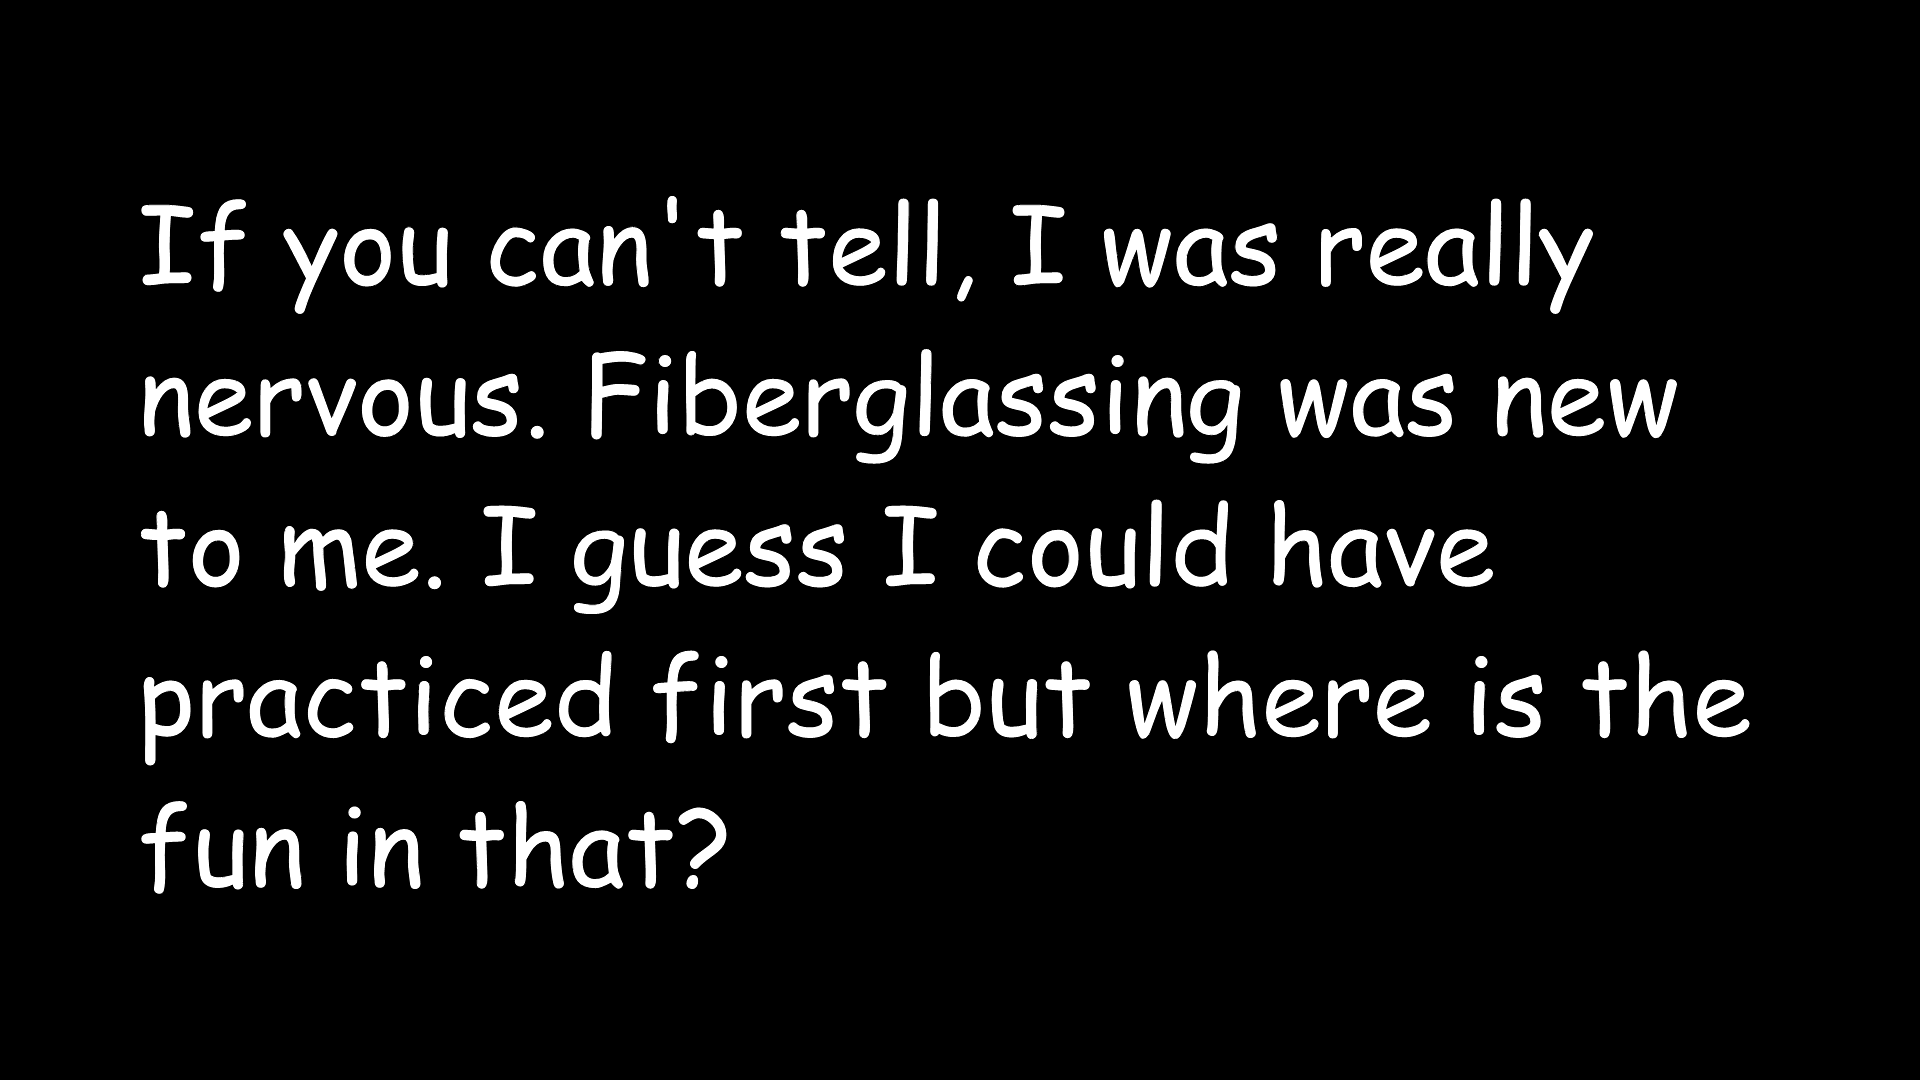 If you can't tell, I was really
nervous. Fiberglassing was new
to me. I guess I could have
practiced first but where is the
fun in that?